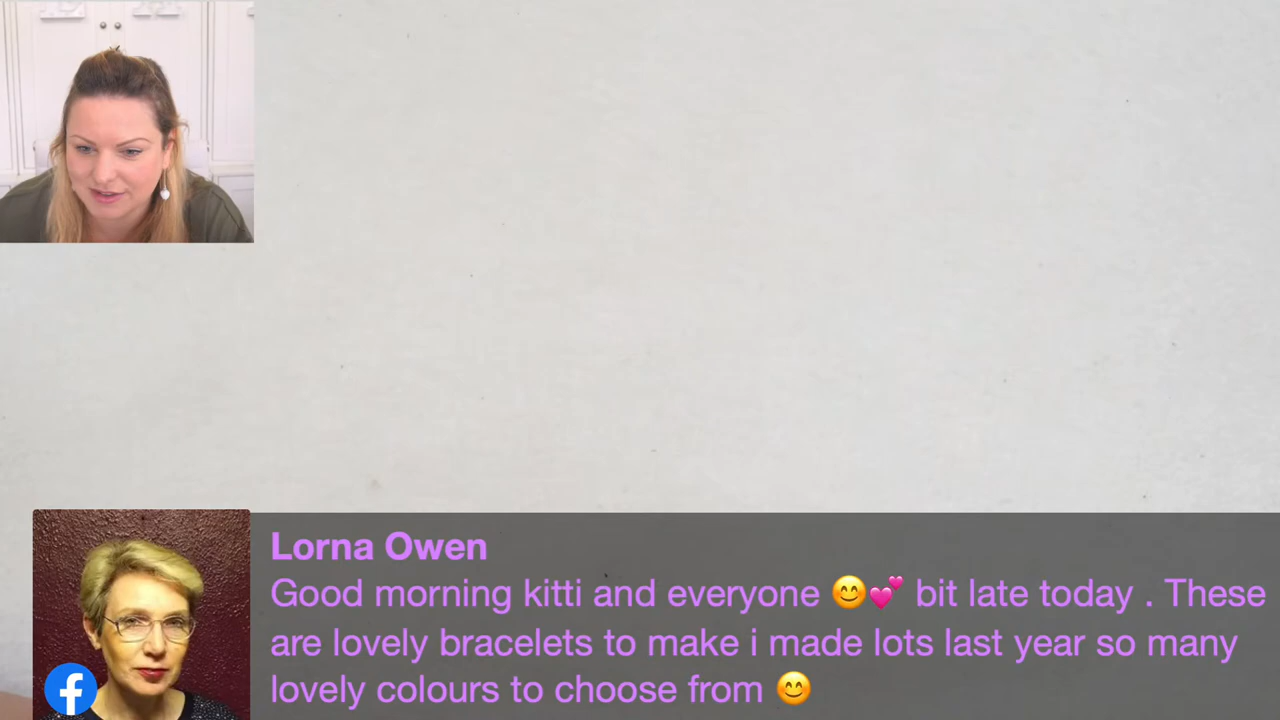 Lorna Owen
Good morning kitti and everyone 😊💕 bit late today . These
are lovely bracelets to make i made lots last year so many
lovely colours to choose from 😊